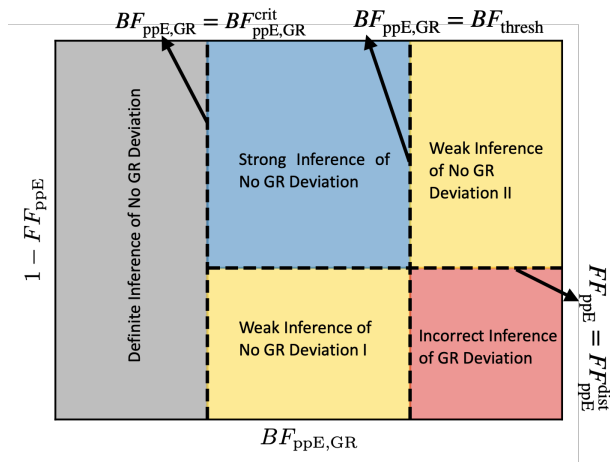 BF_{ppE,GR} = BF^{crit}_{ppE,GR}
BF_{ppE,GR} = BF_{thresh}
1 − FF_{ppE}
Definite Inference of No GR Deviation
Strong Inference of
No GR Deviation
Weak Inference
of No GR
Deviation II
Weak Inference of
No GR Deviation I
Incorrect Inference
of GR Deviation
FF_{ppE} = FF^{dist}_{ppE}
BF_{ppE,GR}